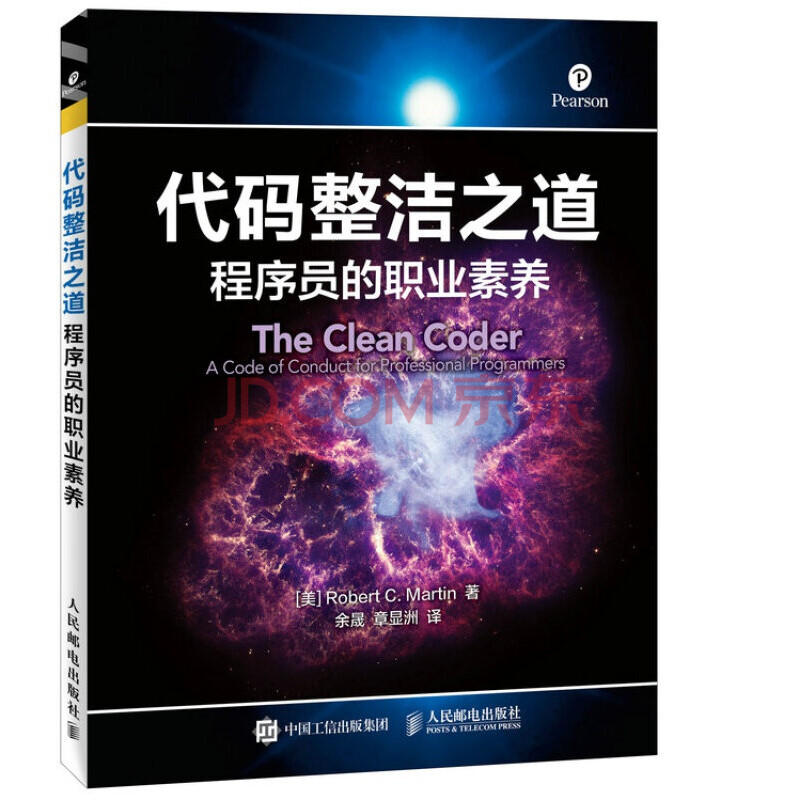 Pearson
代码整洁之道
程序员的职业素养
The Clean Coder
A Code of Conduct for Professional Programmers
JD.COM 京东
[美] Robert C. Martin 著
余晟 章显洲 译
中国工信出版集团
人民邮电出版社
POSTS & TELECOM PRESS
Pearson
代码整洁之道
程序员的职业素养
人民邮电出版社